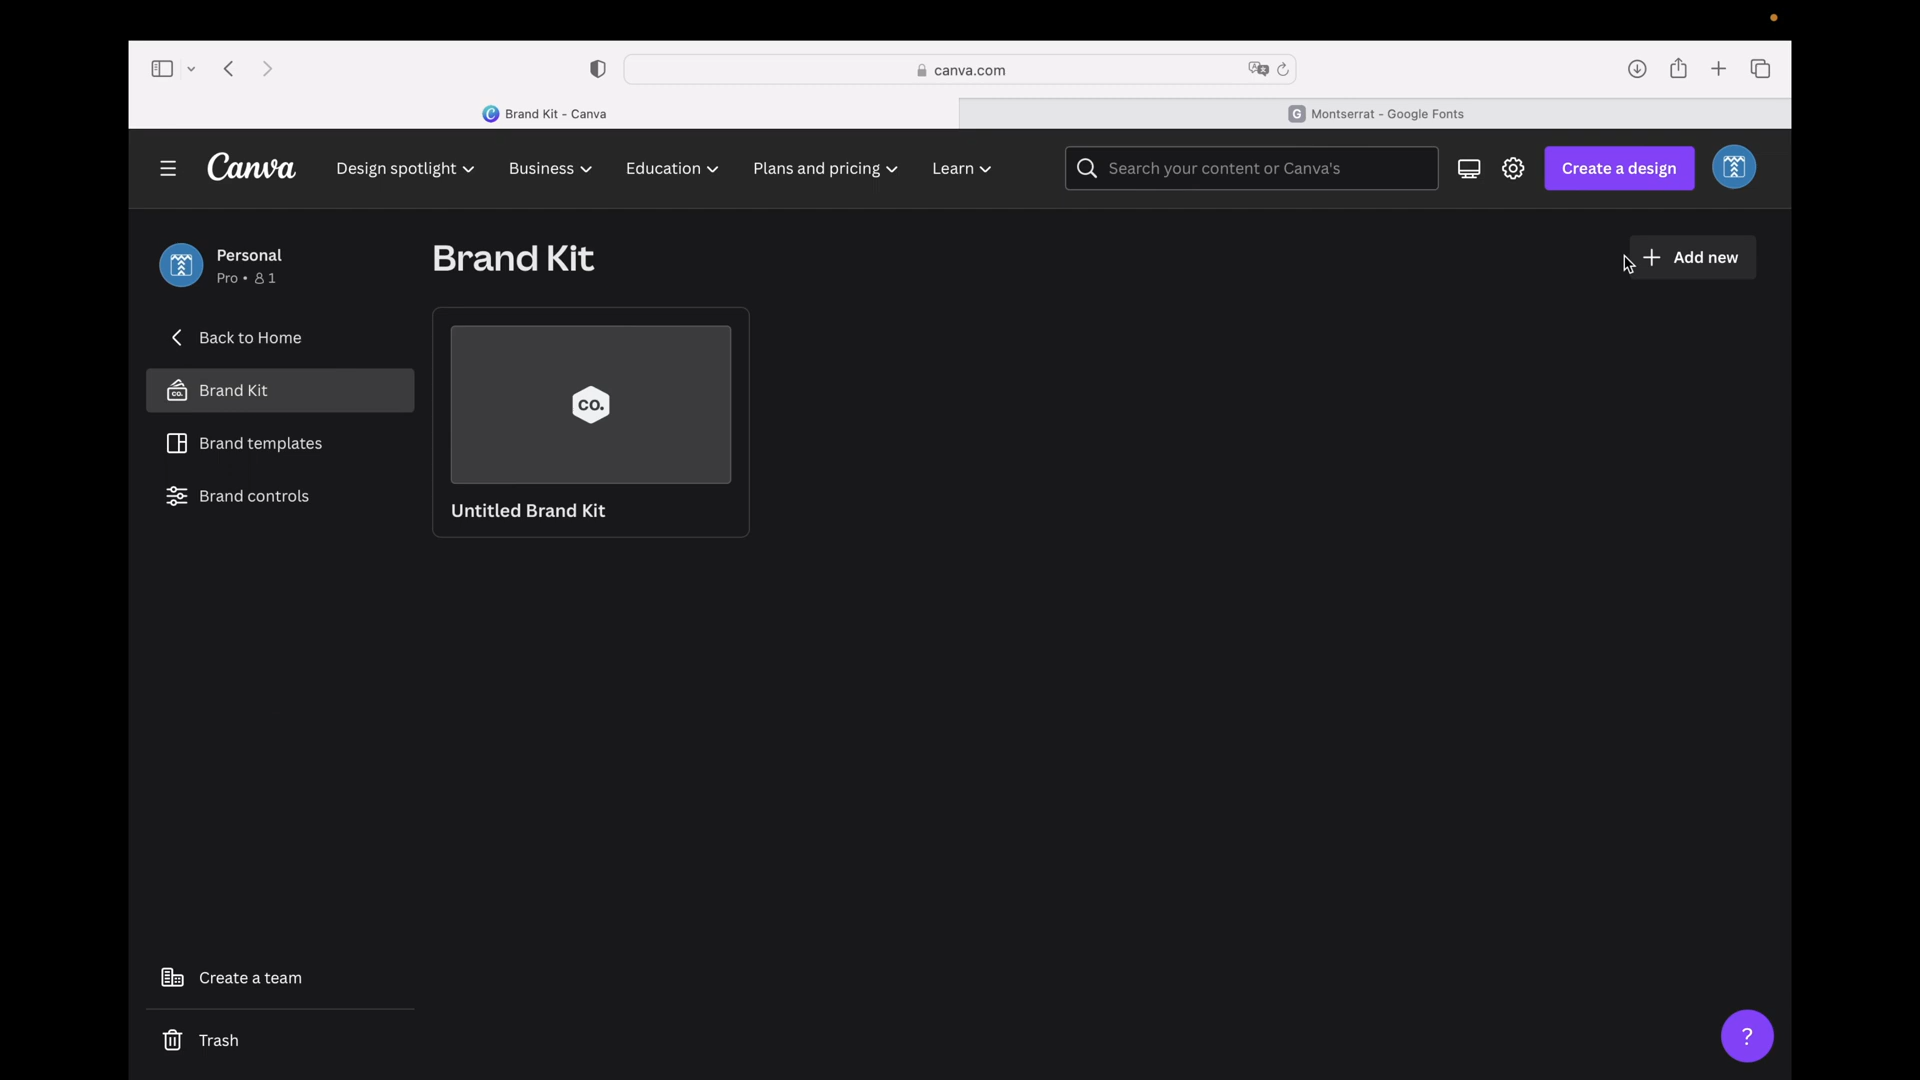 canva.com
Brand Kit - Canva
G Montserrat - Google Fonts
Canva
Design spotlight
Business
Education
Plans and pricing
Learn
Search your content or Canva's
Create a design
Personal
Pro • 1
Brand Kit
Add new
Back to Home
Brand Kit
Brand templates
Brand controls
CO.
Untitled Brand Kit
Create a team
Trash
?